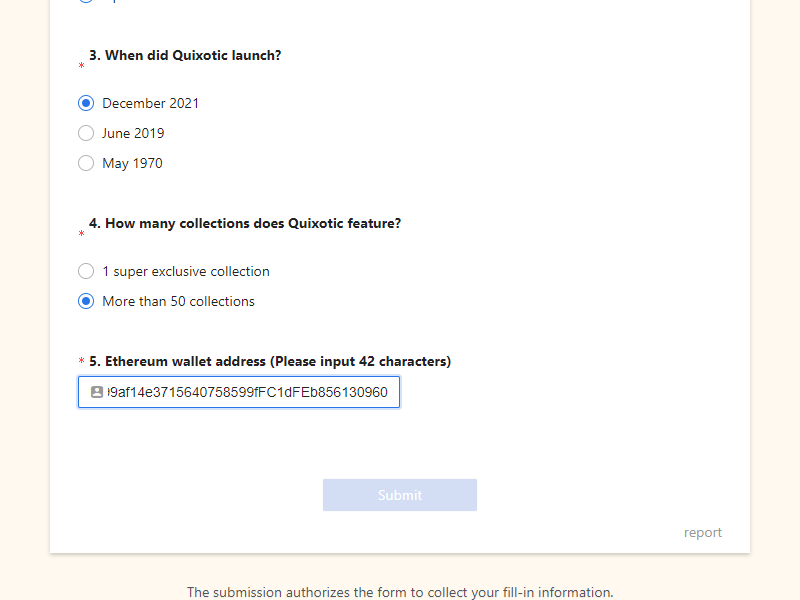 * 3. When did Quixotic launch?
December 2021
June 2019
May 1970
* 4. How many collections does Quixotic feature?
1 super exclusive collection
More than 50 collections
* 5. Ethereum wallet address (Please input 42 characters)
9af14e3715640758599fFC1dFEb856130960
Submit
report
The submission authorizes the form to collect your fill-in information.